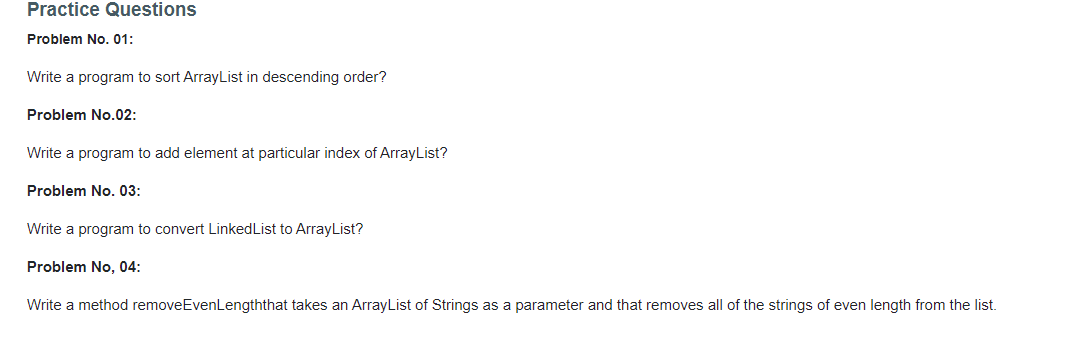 Practice Questions
Problem No. 01:
Write a program to sort ArrayList in descending order?
Problem No.02:
Write a program to add element at particular index of ArrayList?
Problem No. 03:
Write a program to convert LinkedList to ArrayList?
Problem No, 04:
Write a method removeEvenLengththat takes an ArrayList of Strings as a parameter and that removes all of the strings of even length from the list.